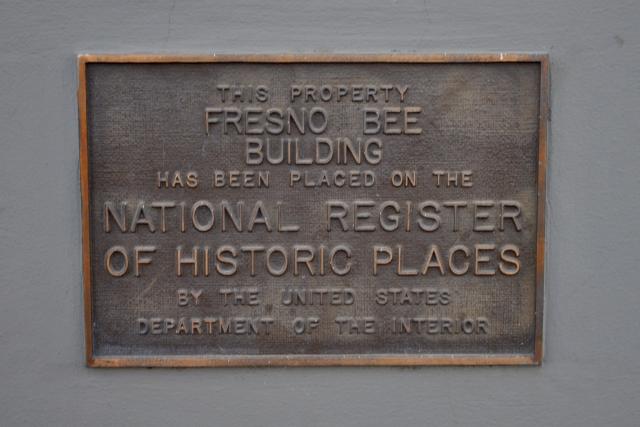 THIS PROPERTY
FRESNO BEE
BUILDING
HAS BEEN PLACED ON THE
NATIONAL REGISTER
OF HISTORIC PLACES
BY THE UNITED STATES
DEPARTMENT OF THE INTERIOR